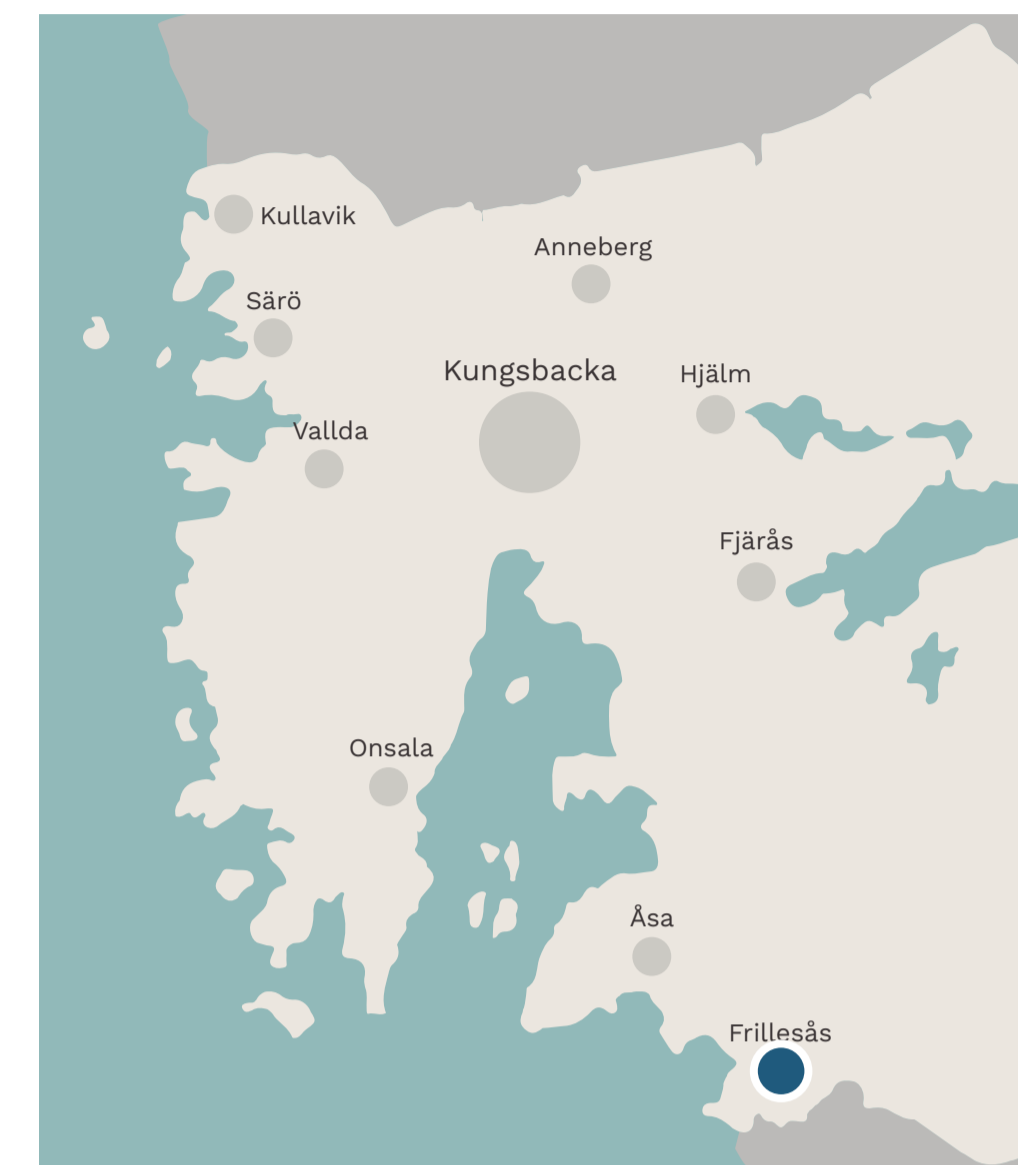 Kullavik
Anneberg
Särö
Kungsbacka
Hjälm
Vallda
Fjärås
Onsala
Åsa
Frillesås